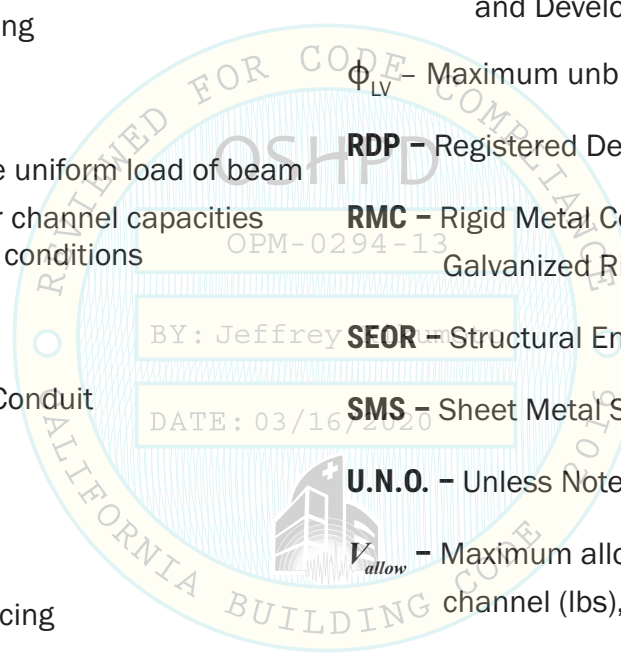 ng
e uniform load of beam
r channel capacities
conditions
Conduit
cing
and Develo
ϕLV – Maximum unb
RDP – Registered De
RMC – Rigid Metal Co
Galvanized Ri
SEOR – Structural En
SMS – Sheet Metal S
U.N.O. – Unless Note
Vallow – Maximum allo
channel (lbs),
REVIEWED FOR CODE COMPLIANCE
OSHPD
OPM-0294-13
BY: Jeffrey
DATE: 03/16/2020
CALIFORNIA BUILDING CODE 2016